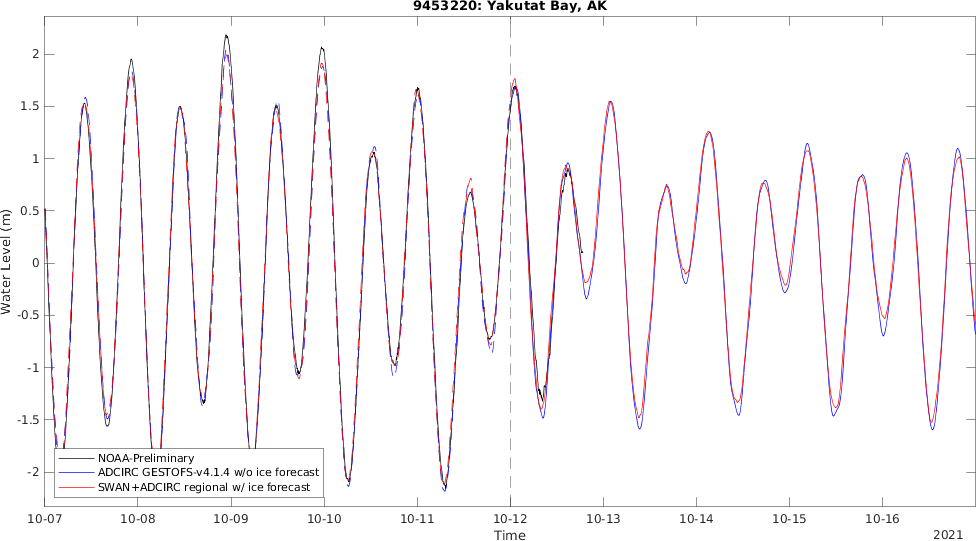 9453220: Yakutat Bay, AK
Water Level (m)
2
1.5
1
0.5
0
-0.5
-1
-1.5
-2
NOAA-Preliminary
ADCIRC GESTOFS-v4.1.4 w/o ice forecast
SWAN+ADCIRC regional w/ ice forecast
10-07 10-08 10-09 10-10 10-11 10-12 10-13 10-14 10-15 10-16
Time
2021